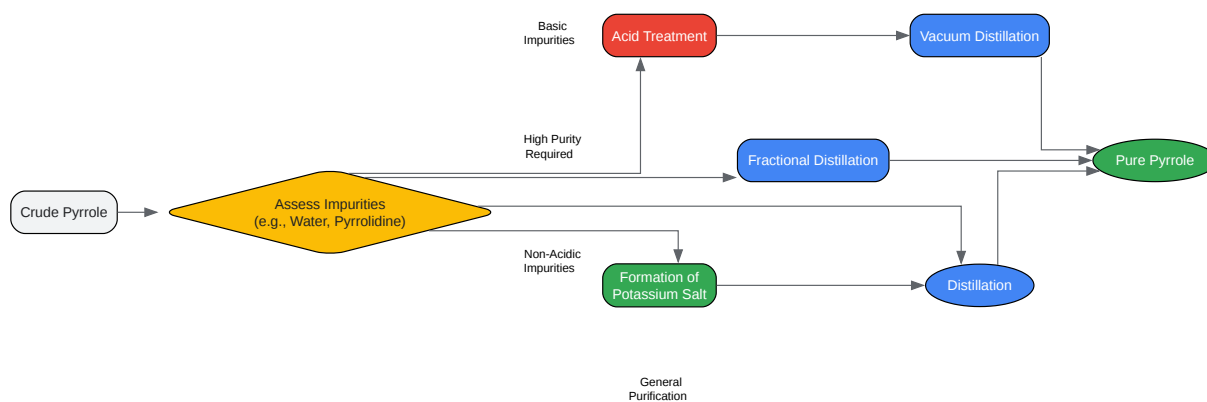 Basic
Impurities
Acid Treatment
Vacuum Distillation
High Purity
Required
Fractional Distillation
Pure Pyrrole
Crude Pyrrole
Assess Impurities
(e.g., Water, Pyrrolidine)
Non-Acidic
Impurities
Formation of
Potassium Salt
Distillation
General
Purification